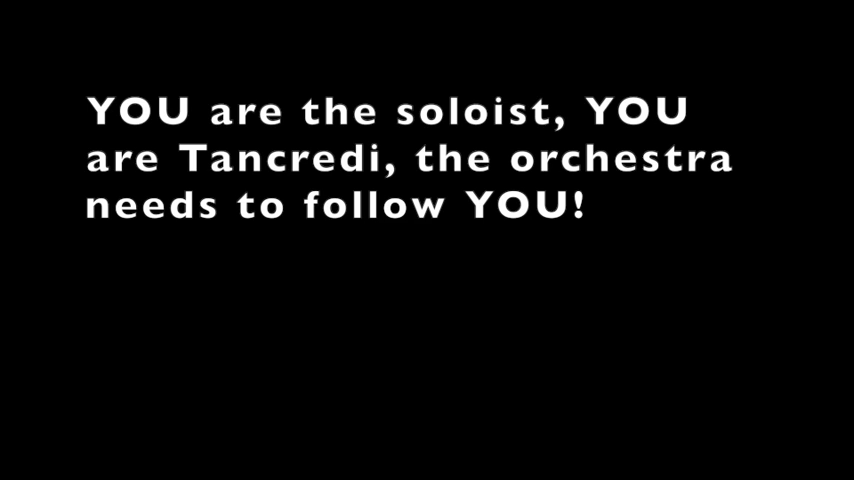 YOU are the soloist, YOU
are Tancredi, the orchestra
needs to follow YOU!